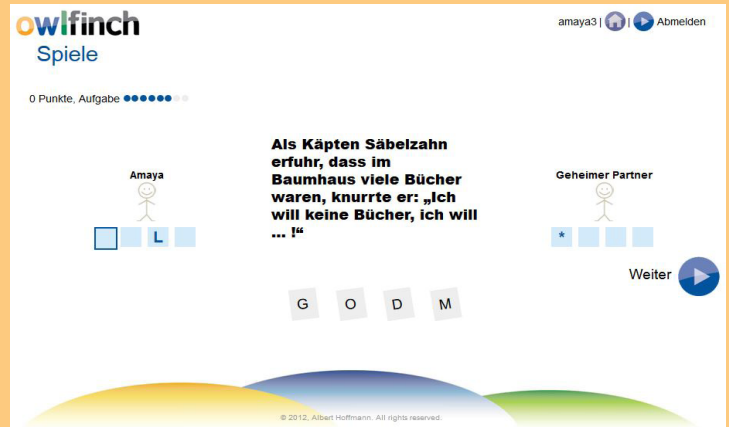 owlfinch
amaya3 | | Abmelden
Spiele
0 Punkte, Aufgabe
Als Käpten Säbelzahn
erfuhr, dass im
Baumhaus viele Bücher
waren, knurrte er: „Ich
will keine Bücher, ich will
... !“
Amaya
L
Geheimer Partner
*
Weiter
G O D M
© 2012, Albert Hoffmann. All rights reserved.